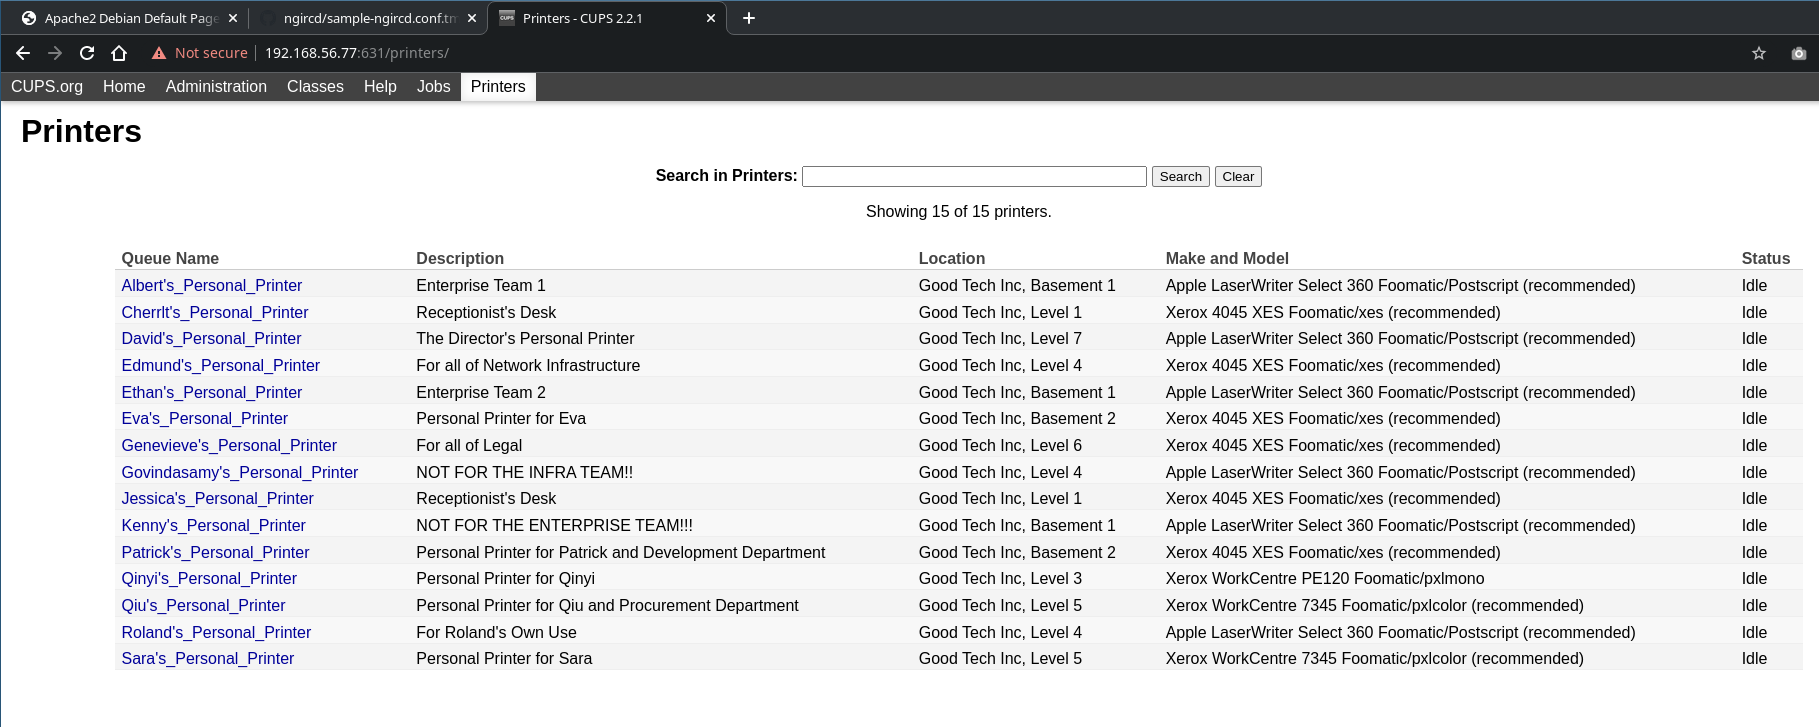 Apache2 Debian Default Page ngircd/sample-ngircd.conf.tm Printers - CUPS 2.2.1
Not secure 192.168.56.77:631/printers/
CUPS.org Home Administration Classes Help Jobs Printers
Printers
Search in Printers: Search Clear
Showing 15 of 15 printers.
Queue Name Description Location Make and Model Status
Albert's_Personal_Printer Enterprise Team 1 Good Tech Inc, Basement 1 Apple LaserWriter Select 360 Foomatic/Postscript (recommended) Idle
Cherrlt's_Personal_Printer Receptionist's Desk Good Tech Inc, Level 1 Xerox 4045 XES Foomatic/xes (recommended) Idle
David's_Personal_Printer The Director's Personal Printer Good Tech Inc, Level 7 Apple LaserWriter Select 360 Foomatic/Postscript (recommended) Idle
Edmund's_Personal_Printer For all of Network Infrastructure Good Tech Inc, Level 4 Xerox 4045 XES Foomatic/xes (recommended) Idle
Ethan's_Personal_Printer Enterprise Team 2 Good Tech Inc, Basement 1 Apple LaserWriter Select 360 Foomatic/Postscript (recommended) Idle
Eva's_Personal_Printer Personal Printer for Eva Good Tech Inc, Basement 2 Xerox 4045 XES Foomatic/xes (recommended) Idle
Genevieve's_Personal_Printer For all of Legal Good Tech Inc, Level 6 Xerox 4045 XES Foomatic/xes (recommended) Idle
Govindasamy's_Personal_Printer NOT FOR THE INFRA TEAM!! Good Tech Inc, Level 4 Apple LaserWriter Select 360 Foomatic/Postscript (recommended) Idle
Jessica's_Personal_Printer Receptionist's Desk Good Tech Inc, Level 1 Xerox 4045 XES Foomatic/xes (recommended) Idle
Kenny's_Personal_Printer NOT FOR THE ENTERPRISE TEAM!!! Good Tech Inc, Basement 1 Apple LaserWriter Select 360 Foomatic/Postscript (recommended) Idle
Patrick's_Personal_Printer Personal Printer for Patrick and Development Department Good Tech Inc, Basement 2 Xerox 4045 XES Foomatic/xes (recommended) Idle
Qinyi's_Personal_Printer Personal Printer for Qinyi Good Tech Inc, Level 3 Xerox WorkCentre PE120 Foomatic/pxlmono Idle
Qiu's_Personal_Printer Personal Printer for Qiu and Procurement Department Good Tech Inc, Level 5 Xerox WorkCentre 7345 Foomatic/pxlcolor (recommended) Idle
Roland's_Personal_Printer For Roland's Own Use Good Tech Inc, Level 4 Apple LaserWriter Select 360 Foomatic/Postscript (recommended) Idle
Sara's_Personal_Printer Personal Printer for Sara Good Tech Inc, Level 5 Xerox WorkCentre 7345 Foomatic/pxlcolor (recommended) Idle